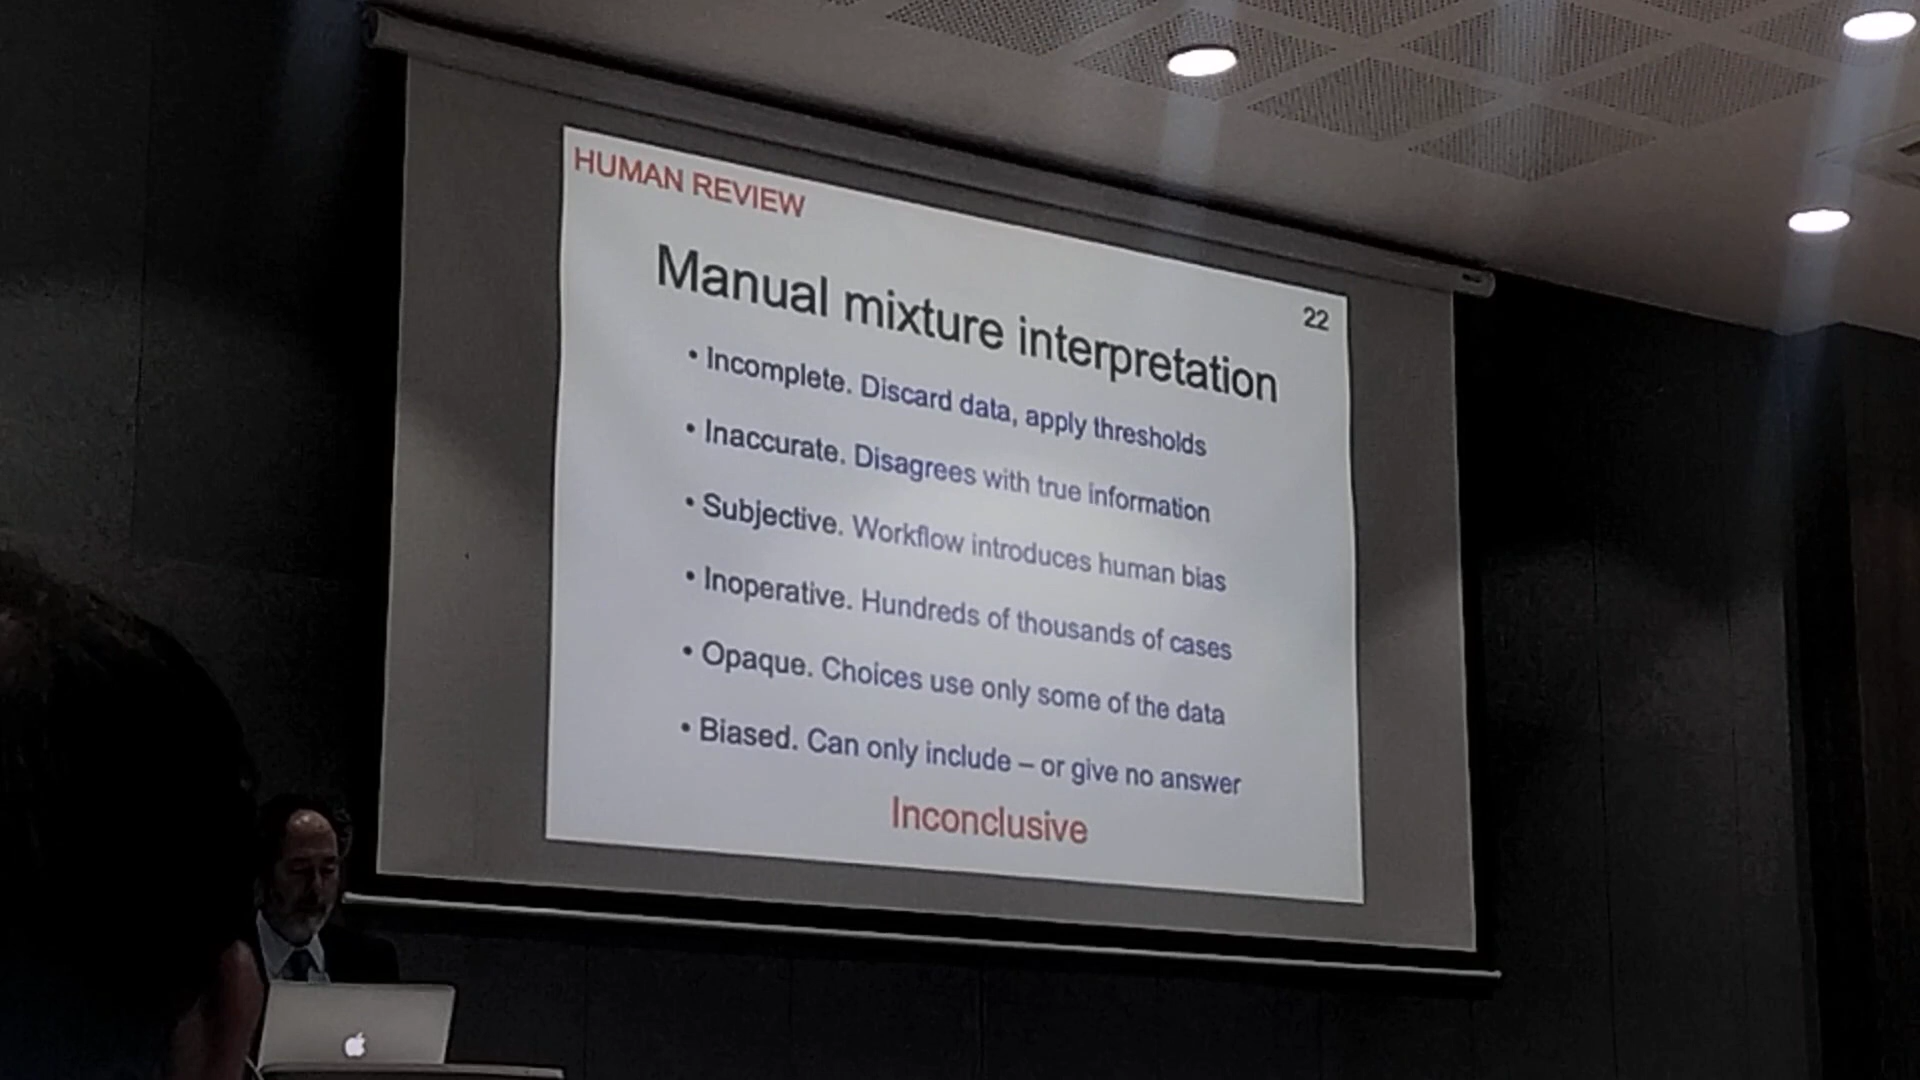 HUMAN REVIEW
22
Manual mixture interpretation
• Incomplete. Discard data, apply thresholds
• Inaccurate. Disagrees with true information
• Subjective. Workflow introduces human bias
• Inoperative. Hundreds of thousands of cases
• Opaque. Choices use only some of the data
• Biased. Can only include – or give no answer
Inconclusive